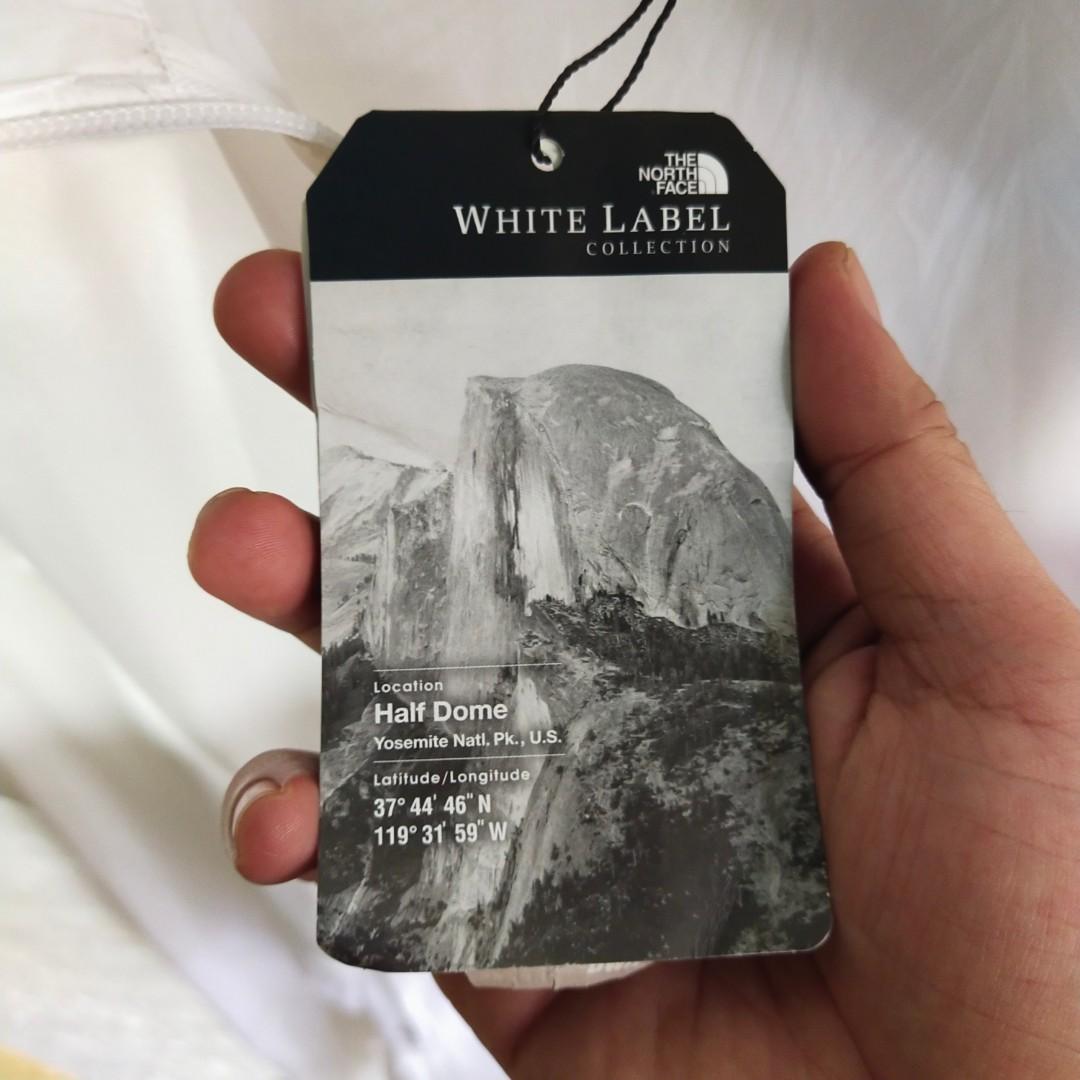 THE
NORTH
FACE
WHITE LABEL
COLLECTION
Location
Half Dome
Yosemite Natl. Pk., U.S.
Latitude/Longitude
37° 44' 46" N
119° 31' 59" W